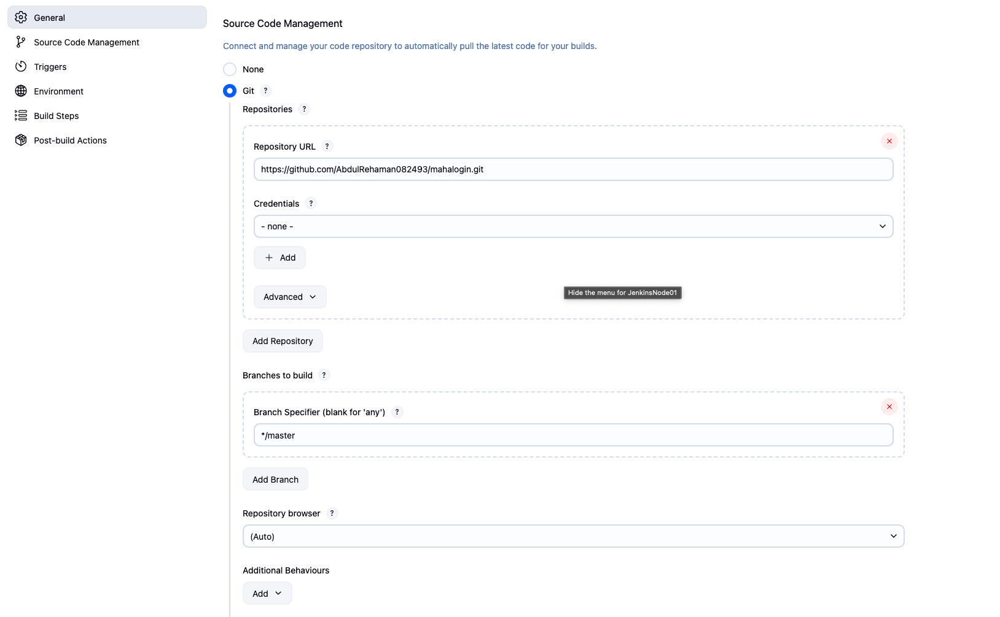 General
Source Code Management
Triggers
Environment
Build Steps
Post-build Actions
Source Code Management
Connect and manage your code repository to automatically pull the latest code for your builds.
None
Git ?
Repositories ?
Repository URL ?
https://github.com/AbdulRehaman082493/mahalogin.git
Credentials ?
- none -
Add
Advanced
Hide the menu for JenkinsNode01
Add Repository
Branches to build ?
Branch Specifier (blank for 'any') ?
*/master
Add Branch
Repository browser ?
(Auto)
Additional Behaviours
Add